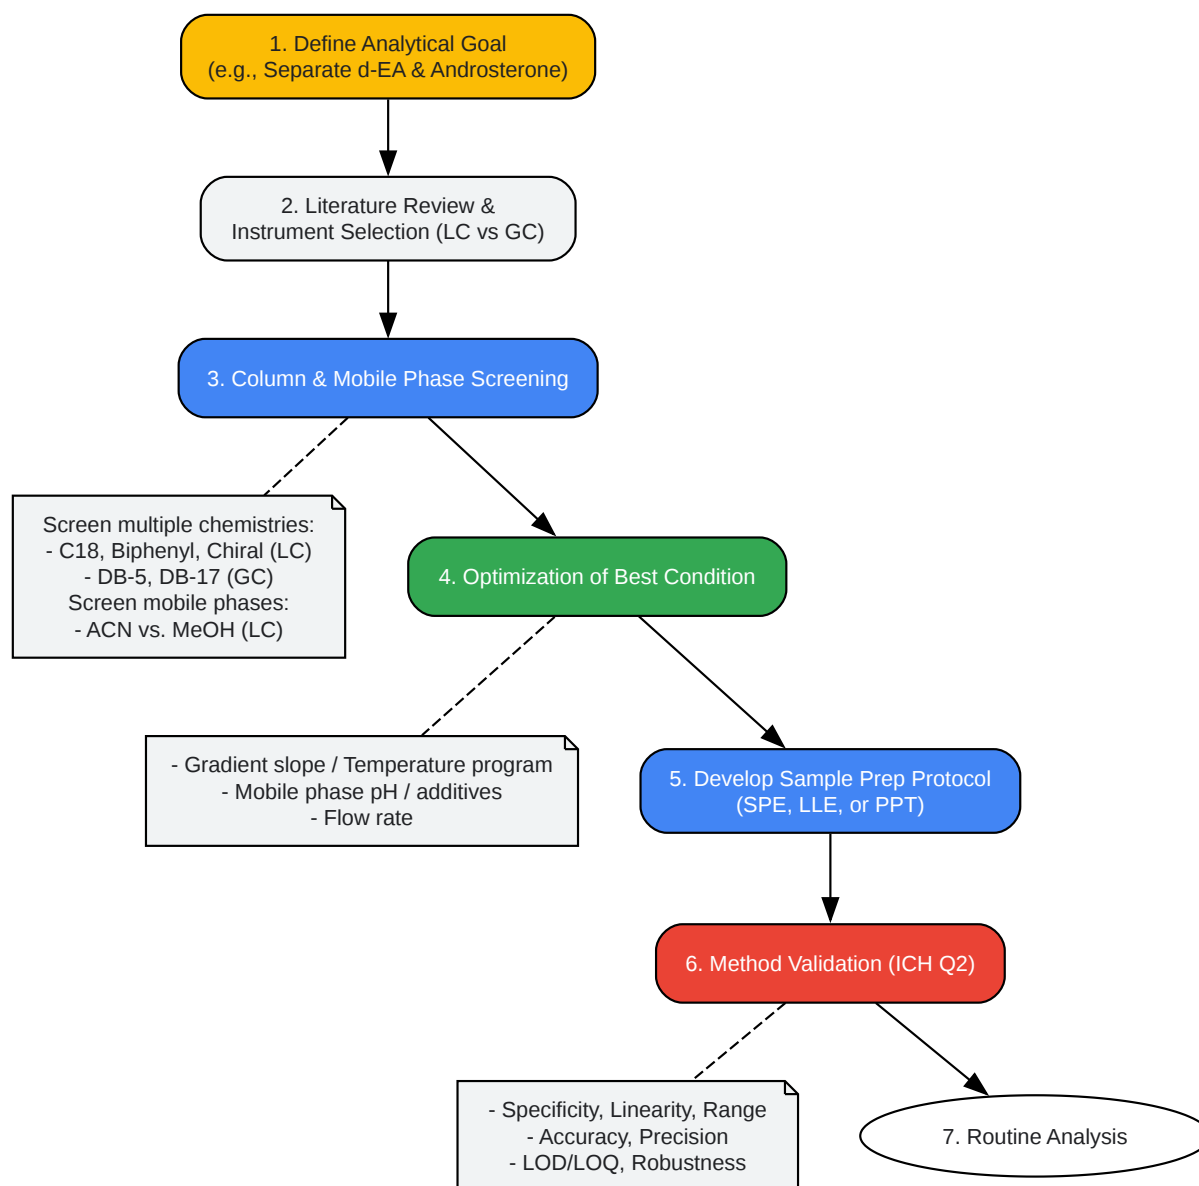 1. Define Analytical Goal
(e.g., Separate d-EA & Androsterone)
2. Literature Review &
Instrument Selection (LC vs GC)
3. Column & Mobile Phase Screening
Screen multiple chemistries:
- C18, Biphenyl, Chiral (LC)
- DB-5, DB-17 (GC)
Screen mobile phases:
- ACN vs. MeOH (LC)
4. Optimization of Best Condition
- Gradient slope / Temperature program
- Mobile phase pH / additives
- Flow rate
5. Develop Sample Prep Protocol
(SPE, LLE, or PPT)
6. Method Validation (ICH Q2)
- Specificity, Linearity, Range
- Accuracy, Precision
- LOD/LOQ, Robustness
7. Routine Analysis